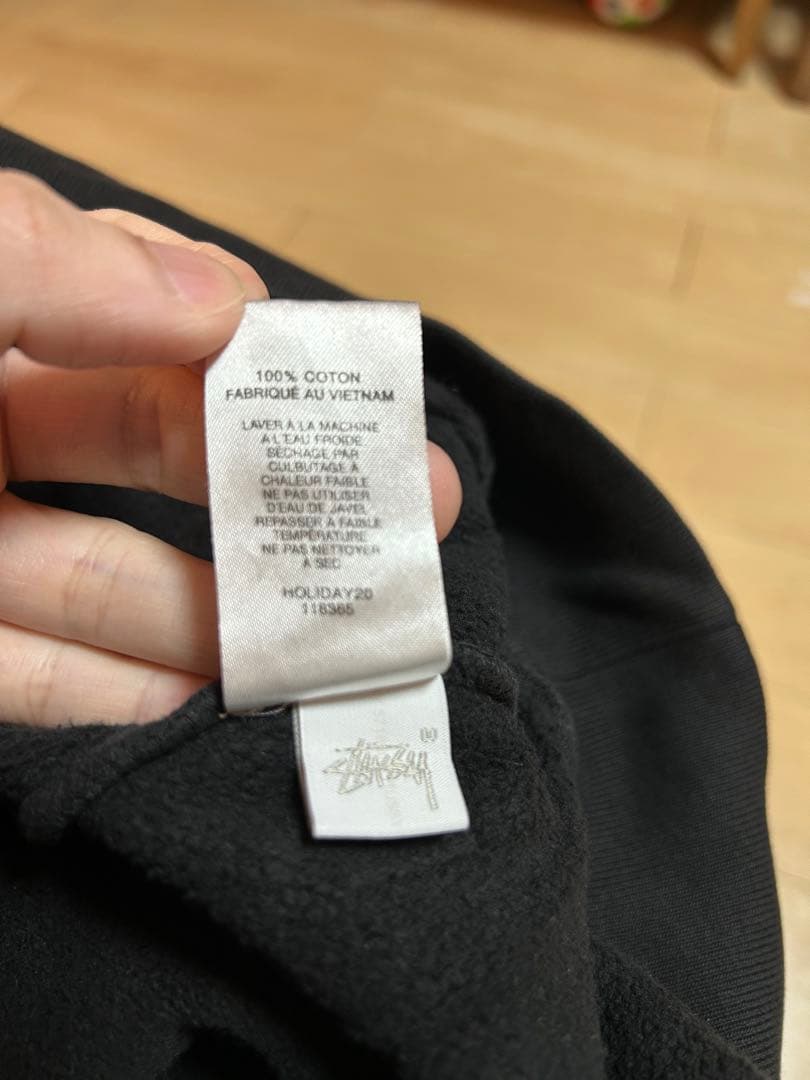 100% COTON
FABRIQUÉ AU VIETNAM
LAVER À LA MACHINE
A L'EAU FROIDE
SÉCHAGE PAR
CULBUTAGE À
CHALEUR FAIBLE
NE PAS UTILISER
D'EAU DE JAVEL
REPASSER À FAIBLE
TEMPÉRATURE
NE PAS NETTOYER
A SEC
HOLIDAY20
118365